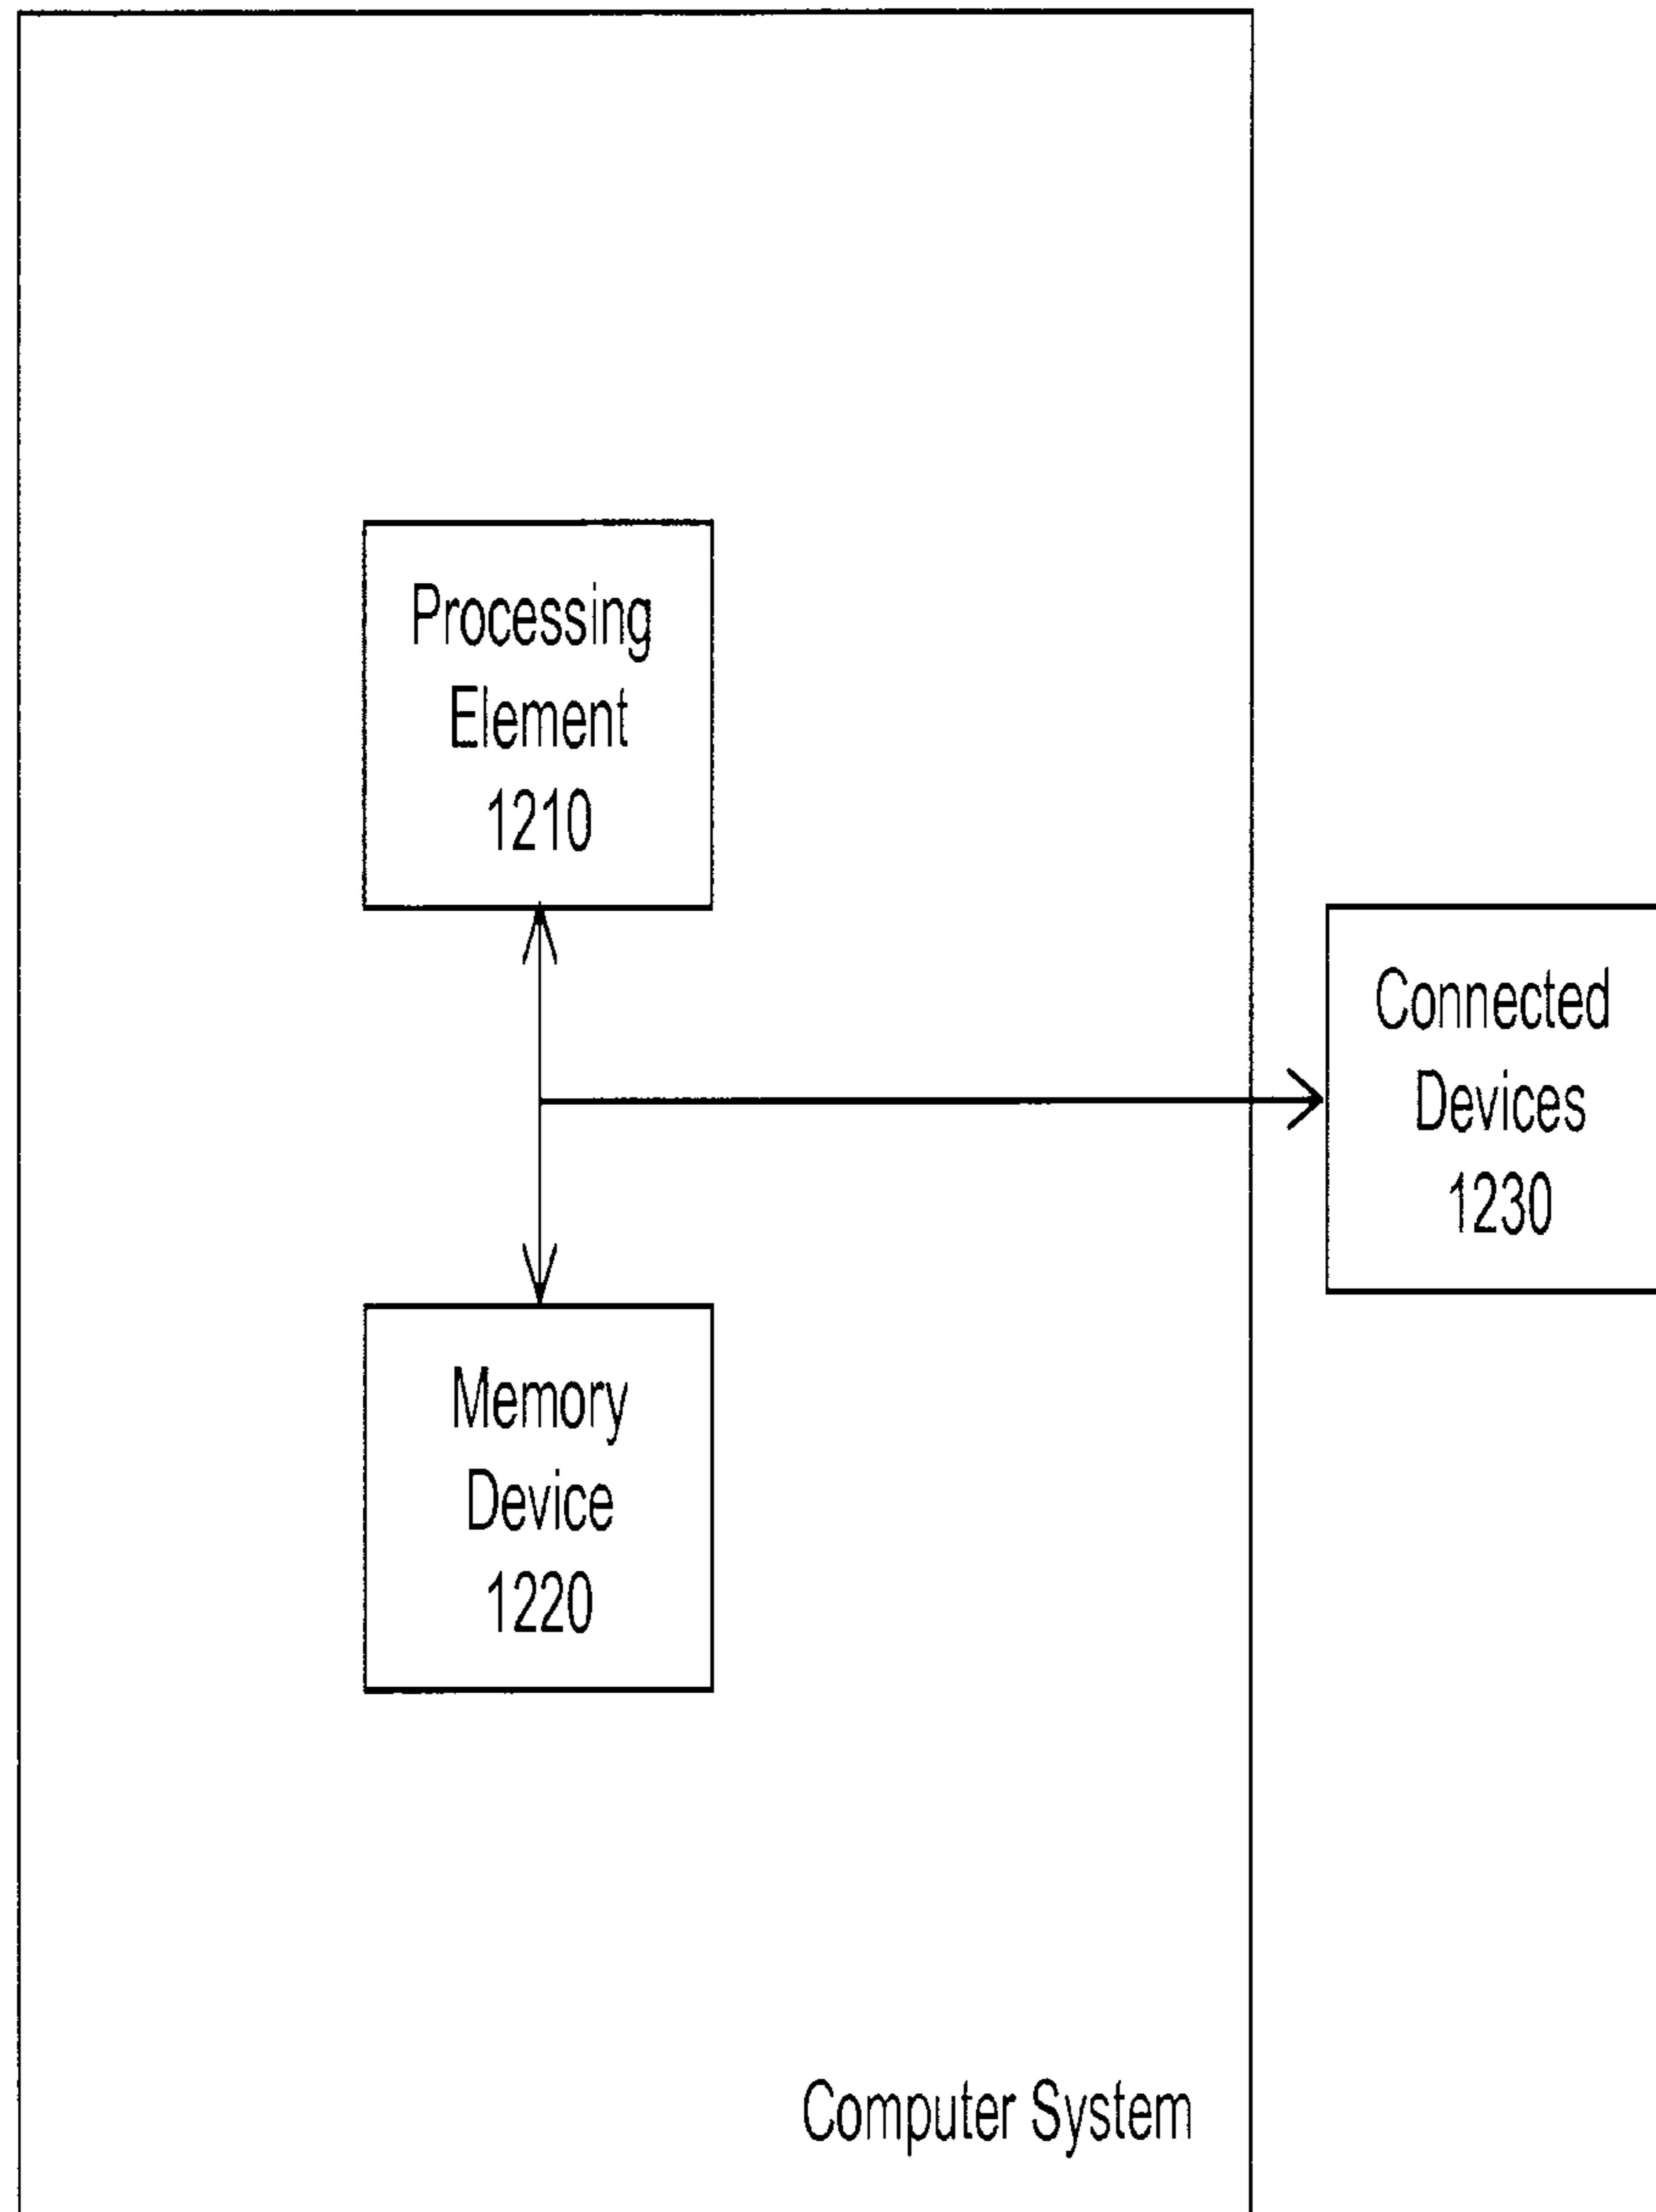 Processing
Element
1210
Connected
Devices
1230
Memory
Device
1220
Computer System